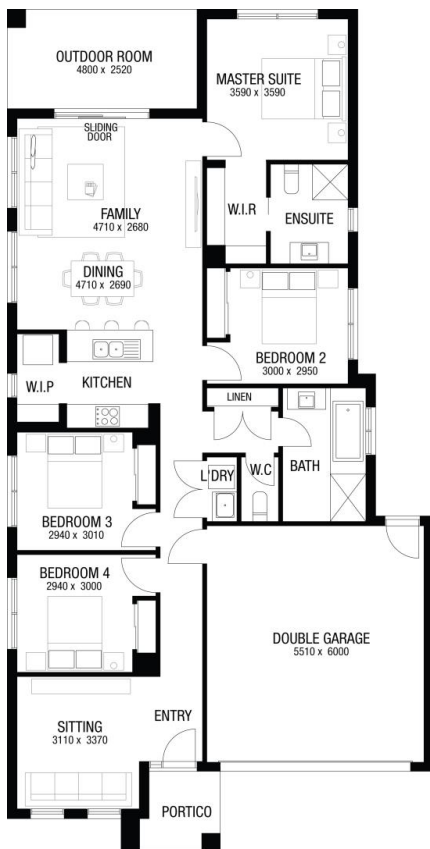 OUTDOOR ROOM
4800 x 2520
MASTER SUITE
3590 x 3590
SLIDING
DOOR
FAMILY
4710 x 2680
W.I.R
ENSUITE
DINING
4710 x 2690
BEDROOM 2
3000 x 2950
W.I.P
KITCHEN
LINEN
L'DRY
W.C
BATH
BEDROOM 3
2940 x 3010
BEDROOM 4
2940 x 3000
DOUBLE GARAGE
5510 x 6000
SITTING
3110 x 3370
ENTRY
PORTICO